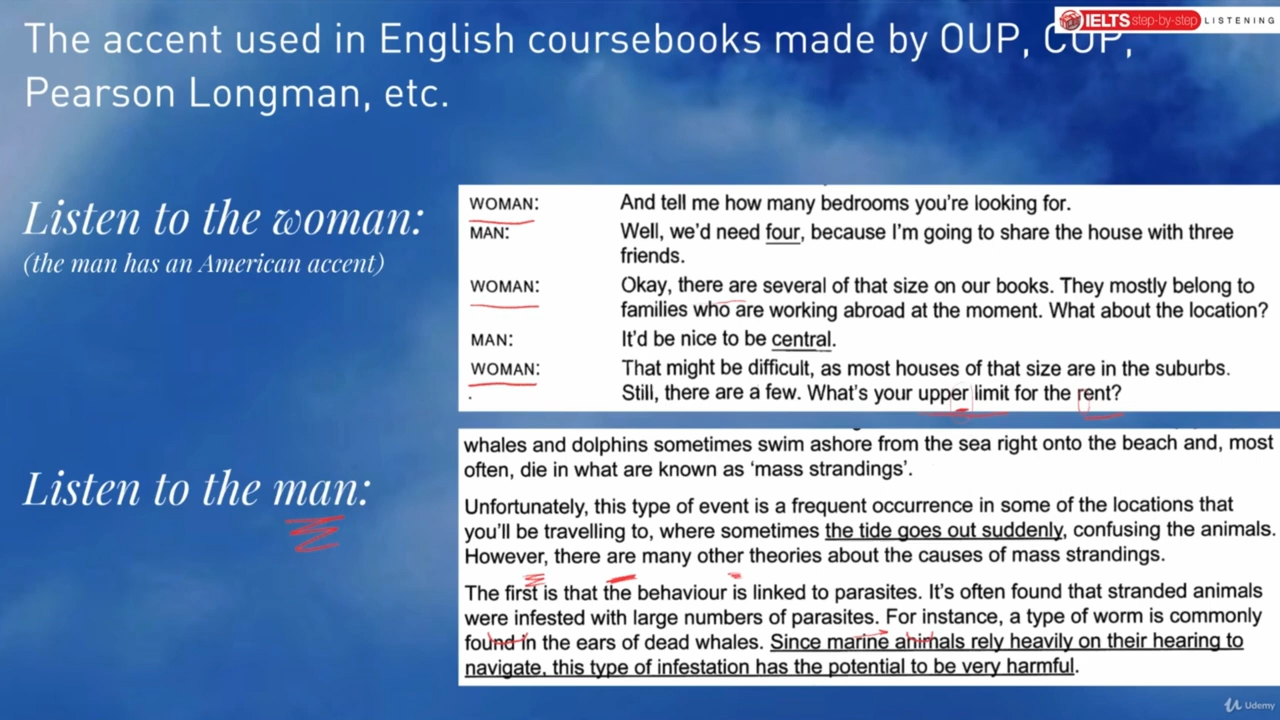 The accent used in English coursebooks made by OUP, CUP,
Pearson Longman, etc.
IELTS step-by-step LISTENING
Listen to the woman:
(the man has an American accent)
WOMAN: And tell me how many bedrooms you're looking for.
MAN: Well, we'd need four, because I'm going to share the house with three
friends.
WOMAN: Okay, there are several of that size on our books. They mostly belong to
families who are working abroad at the moment. What about the location?
MAN: It'd be nice to be central.
WOMAN: That might be difficult, as most houses of that size are in the suburbs.
Still, there are a few. What's your upper limit for the rent?
Listen to the man:
whales and dolphins sometimes swim ashore from the sea right onto the beach and, most
often, die in what are known as 'mass strandings'.
Unfortunately, this type of event is a frequent occurrence in some of the locations that
you'll be travelling to, where sometimes the tide goes out suddenly, confusing the animals.
However, there are many other theories about the causes of mass strandings.
The first is that the behaviour is linked to parasites. It's often found that stranded animals
were infested with large numbers of parasites. For instance, a type of worm is commonly
found in the ears of dead whales. Since marine animals rely heavily on their hearing to
navigate, this type of infestation has the potential to be very harmful.
Udemy